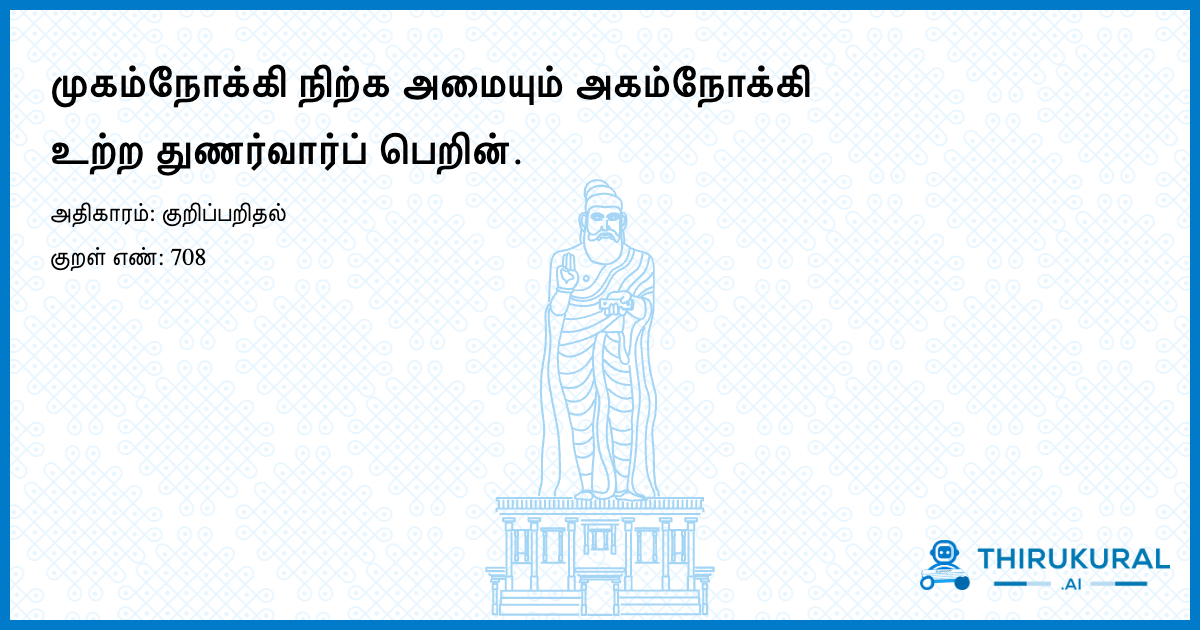 முகம்நோக்கி நிற்க அமையும் அகம்நோக்கி
உற்ற துணர்வார்ப் பெறின்.
அதிகாரம்: குறிப்பறிதல்
குறள் எண்: 708
THIRUKURAL
.AI